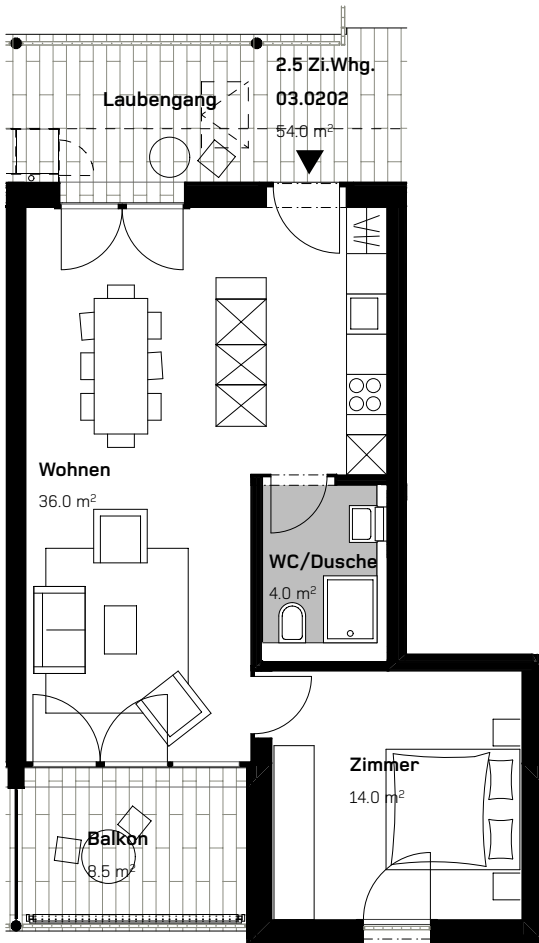 2.5 Zi.Whg.
Laubengang
03.0202
54.0 m²
Wohnen
36.0 m²
WC/Dusche
4.0 m²
Zimmer
14.0 m²
Balkon
8.5 m²